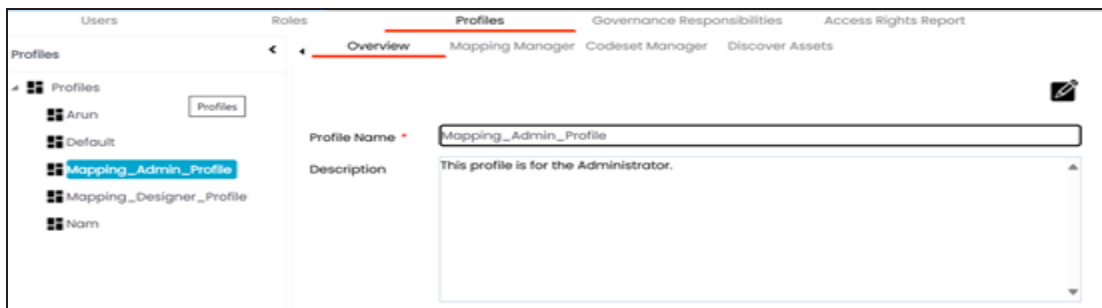 Users Roles Profiles Governance Responsibilities Access Rights Report
Profiles
Overview Mapping Manager Codeset Manager Discover Assets
Profiles
Arun
Profiles
Default
Mapping_Admin_Profile
Mapping_Designer_Profile
Nam
Profile Name * Mapping_Admin_Profile
Description This profile is for the Administrator.